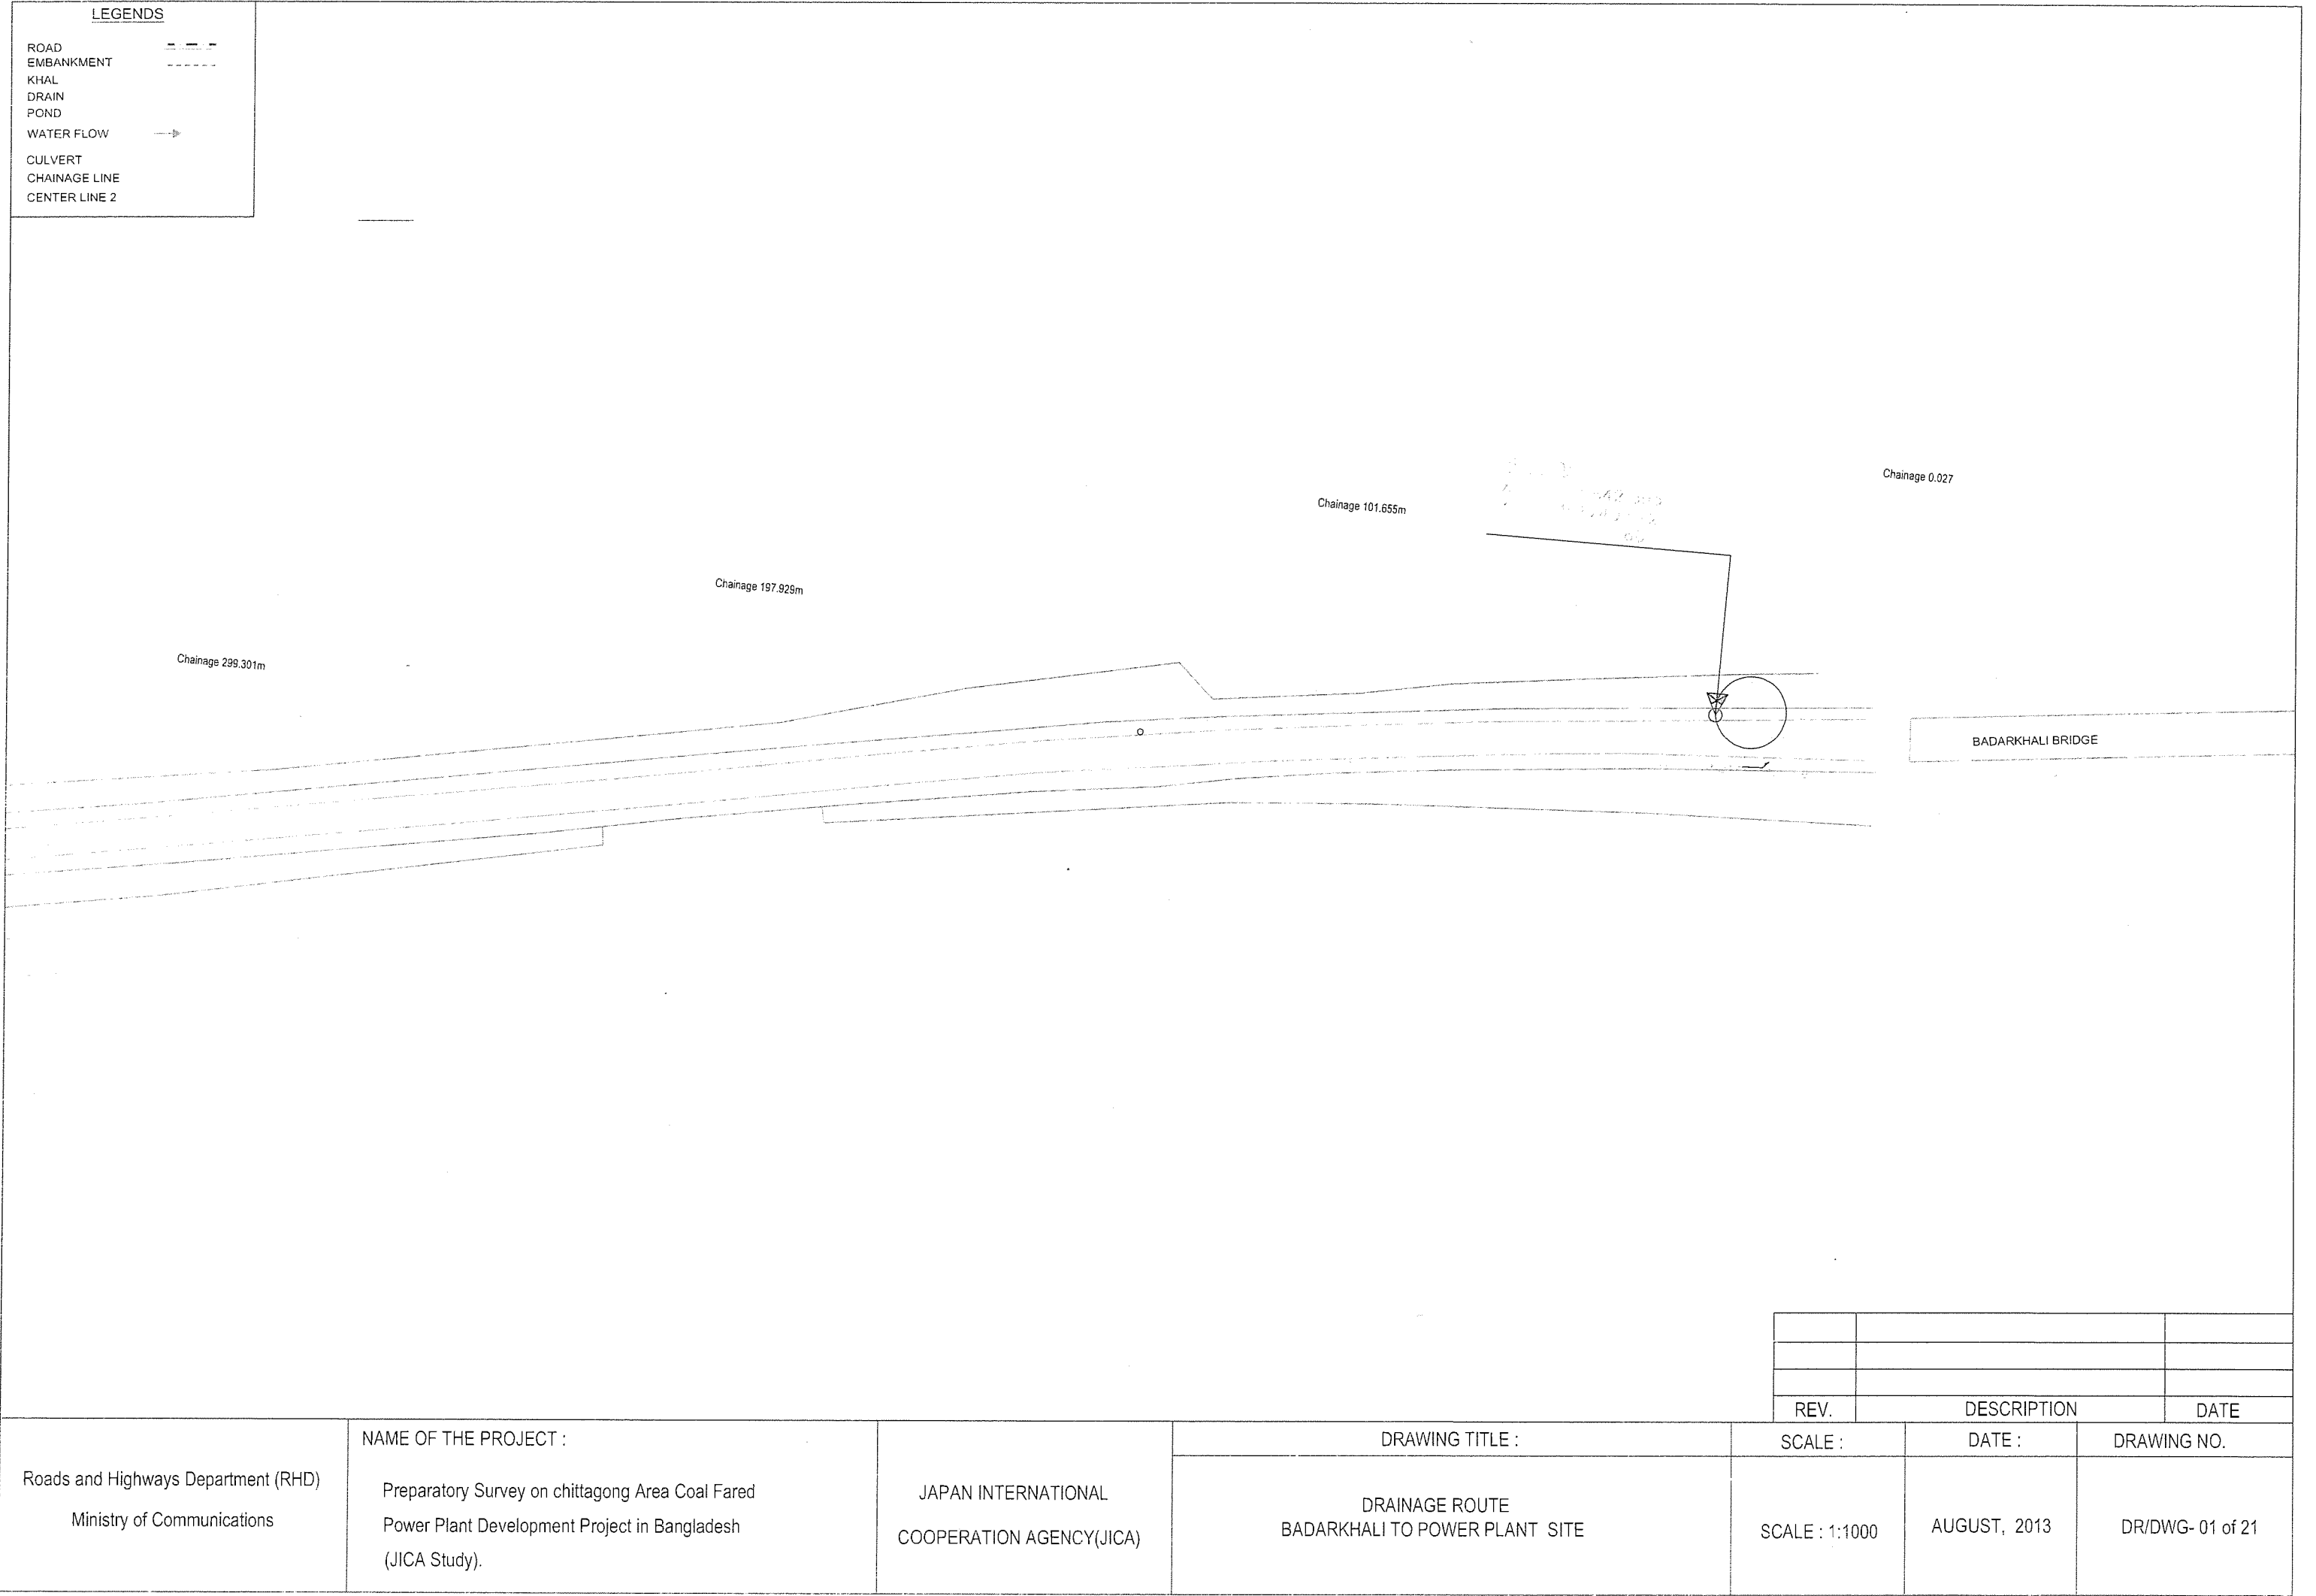 LEGENDS
ROAD
EMBANKMENT
KHAL
DRAIN
POND
WATER FLOW
CULVERT
CHAINAGE LINE
CENTER LINE 2
Chainage 0.027
Chainage 101.655m
Chainage 197.929m
Chainage 299.301m
BADARKHALI BRIDGE
REV.
DESCRIPTION
DATE
Roads and Highways Department (RHD)
Ministry of Communications
NAME OF THE PROJECT :
Preparatory Survey on chittagong Area Coal Fared
Power Plant Development Project in Bangladesh
(JICA Study).
JAPAN INTERNATIONAL
COOPERATION AGENCY(JICA)
DRAWING TITLE :
DRAINAGE ROUTE
BADARKHALI TO POWER PLANT SITE
SCALE :
SCALE : 1:1000
DATE :
AUGUST, 2013
DRAWING NO.
DR/DWG- 01 of 21